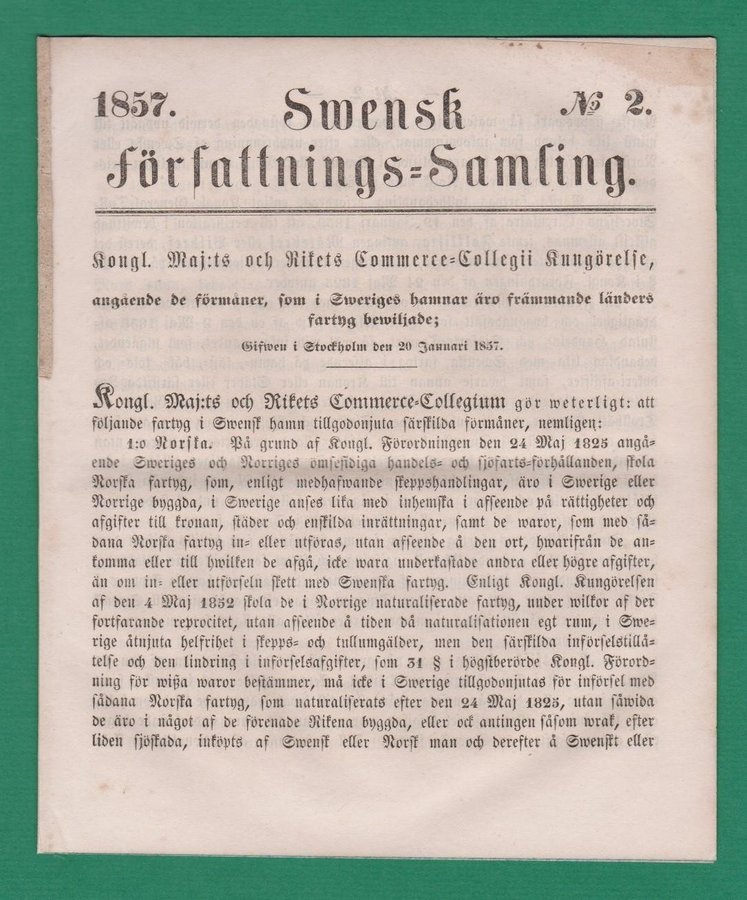 1857. Swensk № 2.
Författnings-Samling.
Kongl. Maj:ts och Rikets Commerce-Collegii Kungörelse,
angående de förmåner, som i Sweriges hamnar äro främmande länders
fartyg bewiljade;
Gifwen i Stockholm den 20 Januari 1857.
Kongl. Maj:ts och Rikets Commerce-Collegium gör weterligt: att
följande fartyg i Swensk hamn tillgodonjuta särskilda förmåner, nemligen:
1:o Norska. På grund af Kongl. Förordningen den 24 Maj 1825 angå-
ende Sweriges och Norriges omsesidiga handels- och sjöfarts-förhållanden, skola
Norska fartyg, som, enligt medhafwande skeppshandlingar, äro i Swerige eller
Norrige byggda, i Swerige anses lika med inhemska i afseende på rättigheter och
afgifter till kronan, städer och enskilda inrättningar, samt de waror, som med så-
dana Norska fartyg in- eller utföras, utan afseende å den ort, hwarifrån de an-
komma eller till hwilken de afgå, icke wara underkastade andra eller högre afgifter,
än om in- eller utförseln skett med Swenska fartyg. Enligt Kongl. Kungörelsen
af den 4 Maj 1852 skola de i Norrige naturaliserade fartyg, under wilkor af der
fortfarande reprocitet, utan afseende å tiden då naturalisationen egt rum, i Swe-
rige åtnjuta helfrihet i skepps- och tullumgälder, men den särskilda införselstillå-
telse och den lindring i införselsafgifter, som 31 § i högstberörde Kongl. Förord-
ning för wißa waror bestämmer, må icke i Swerige tillgodonjutas för införsel med
sådana Norska fartyg, som naturaliserats efter den 24 Maj 1825, utan såwida
de äro i något af de förenade Rikena byggda, eller ock antingen såsom wrak, efter
liden sjöskada, inköpts af Swensk eller Norsk man och derefter å Swenskt eller